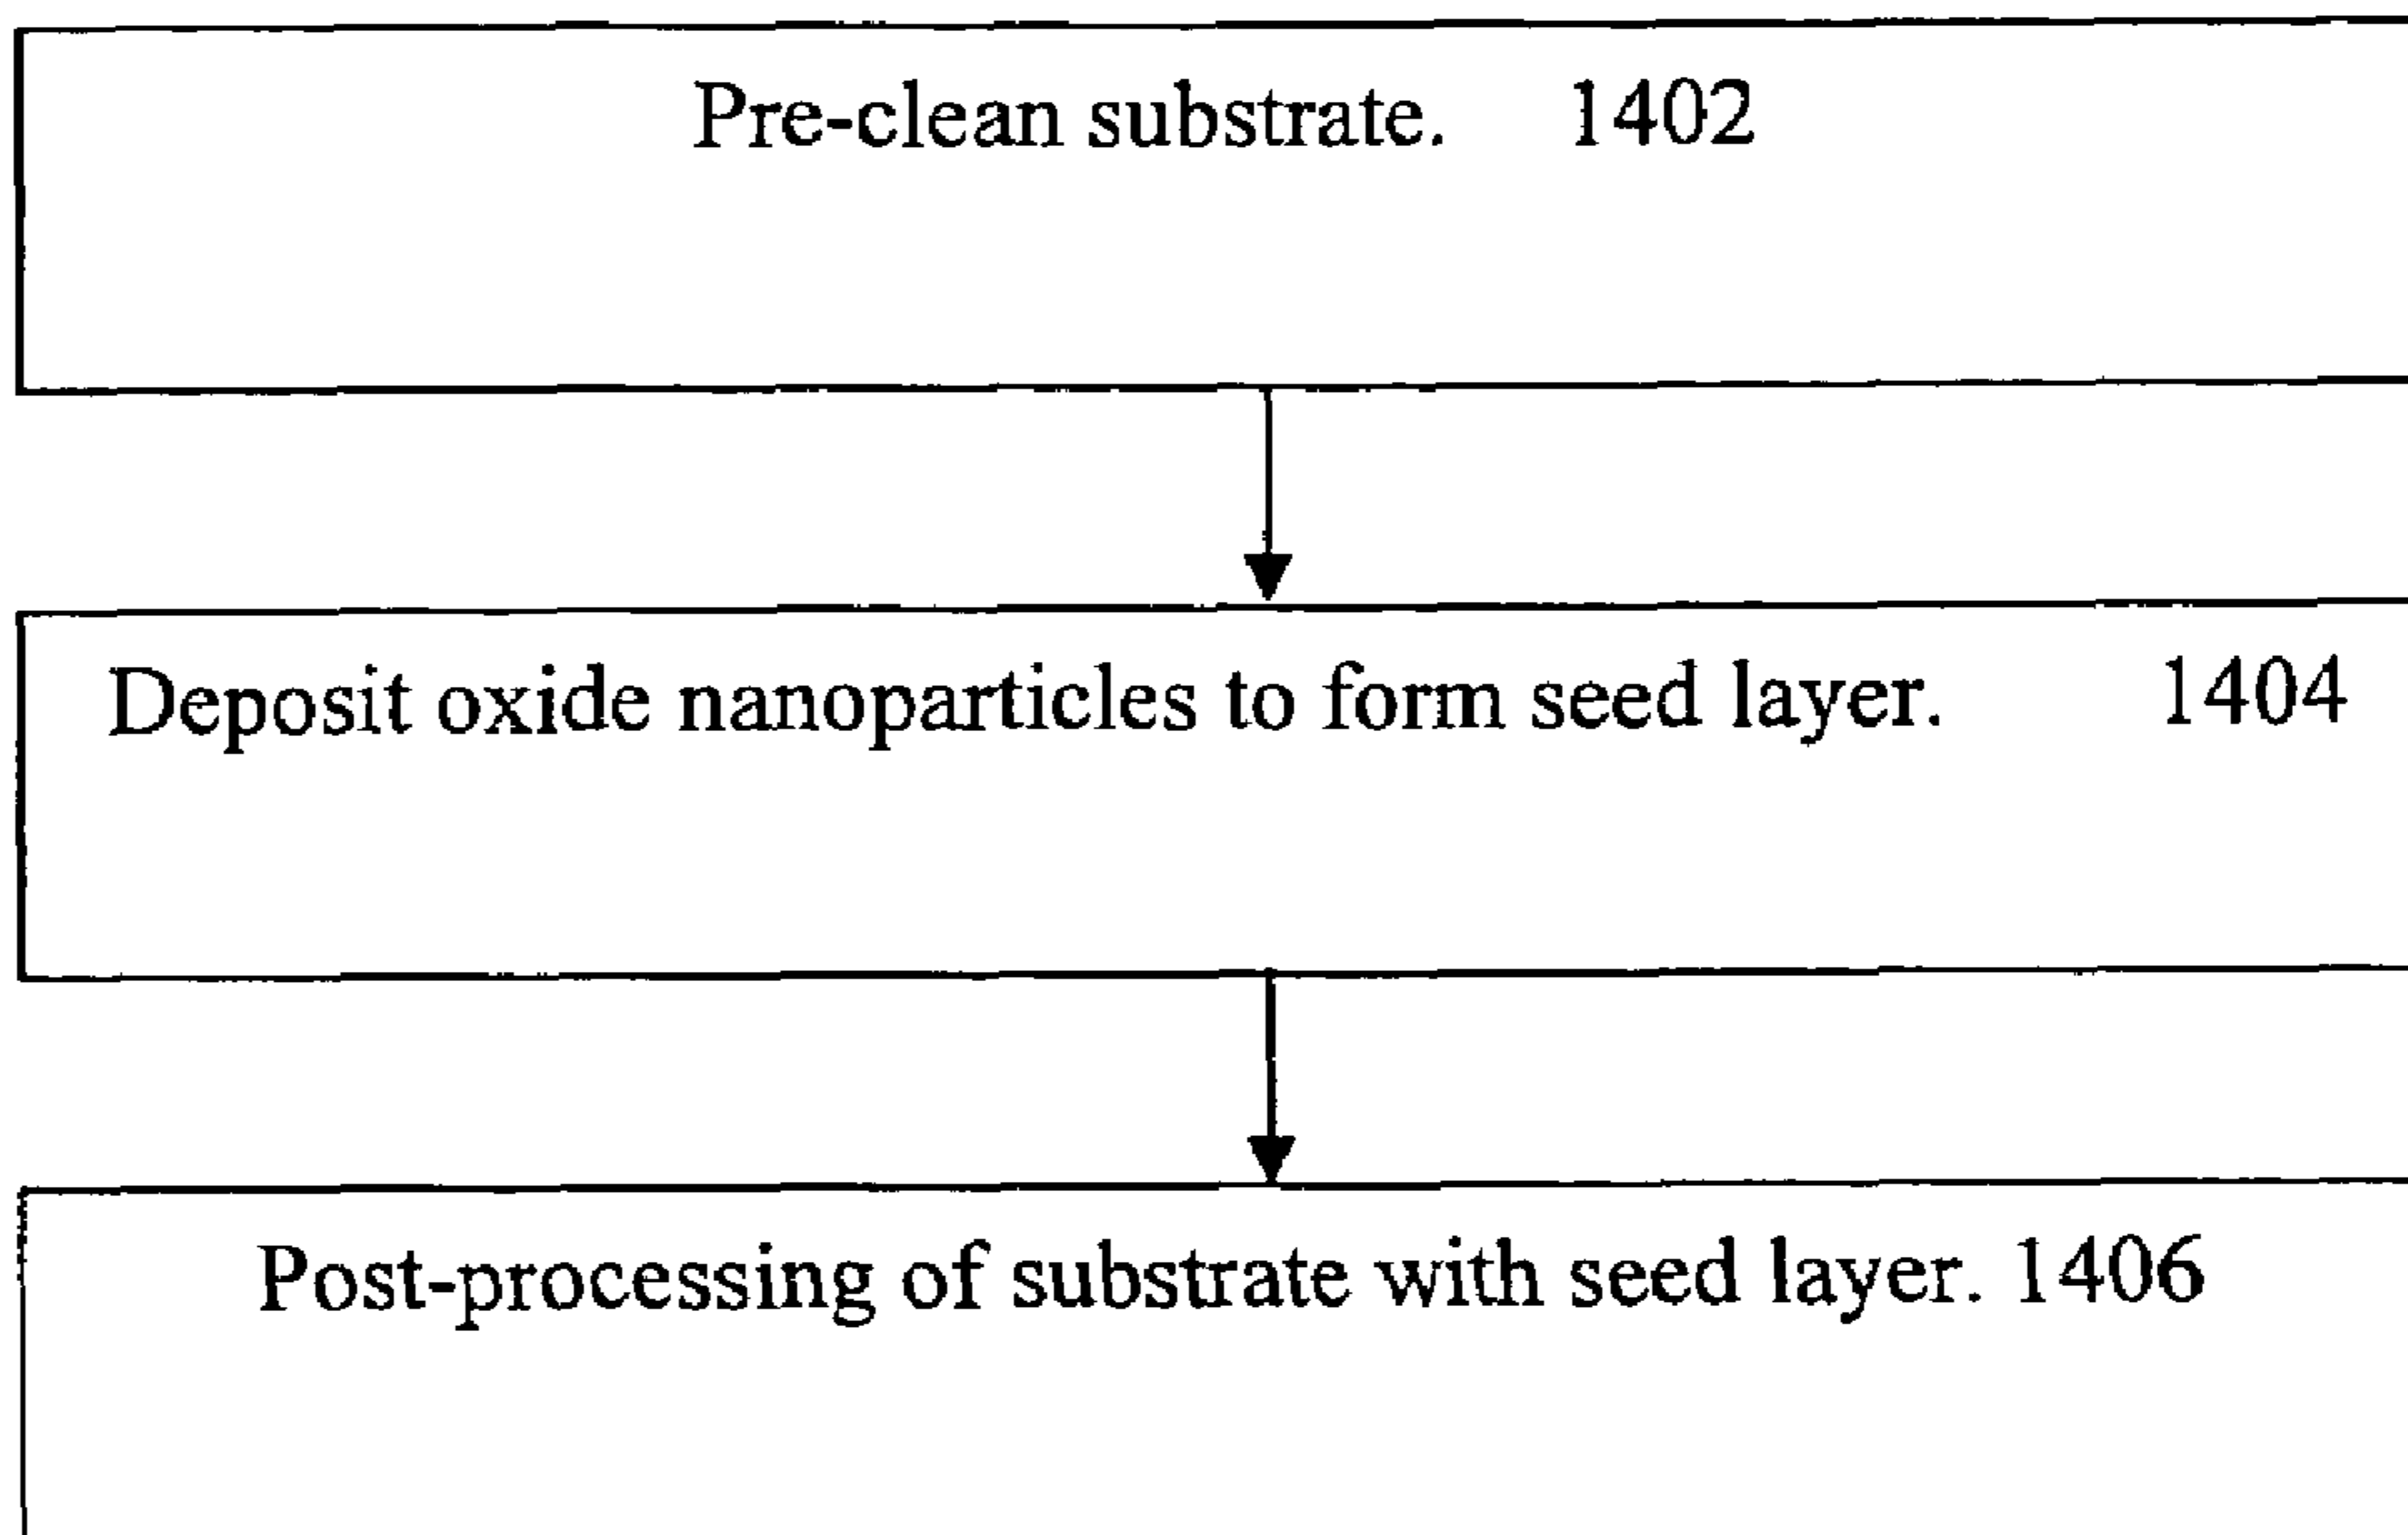 Pre-clean substrate. 1402
Deposit oxide nanoparticles to form seed layer. 1404
Post-processing of substrate with seed layer. 1406